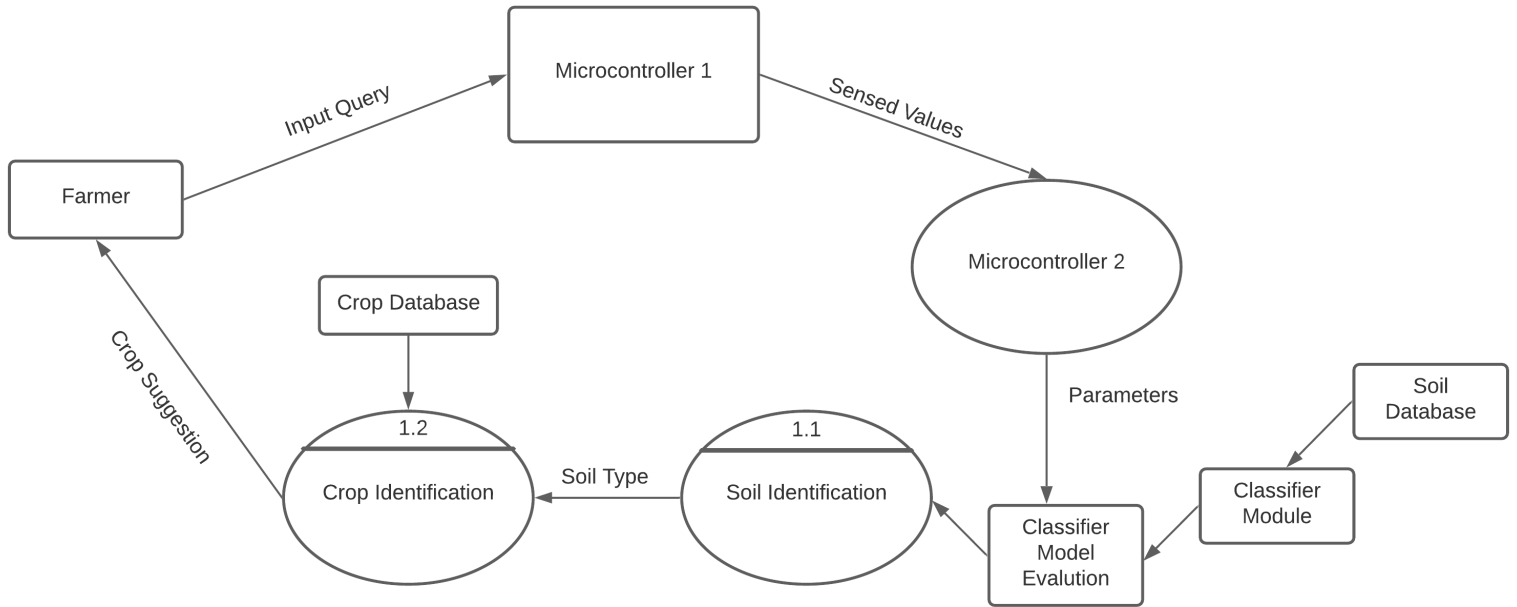 Microcontroller 1
Input Query
Sensed Values
Farmer
Microcontroller 2
Crop Database
Crop Suggestion
Parameters
Soil
Database
1.2
Crop Identification
Soil Type
1.1
Soil Identification
Classifier
Module
Classifier
Model
Evalution